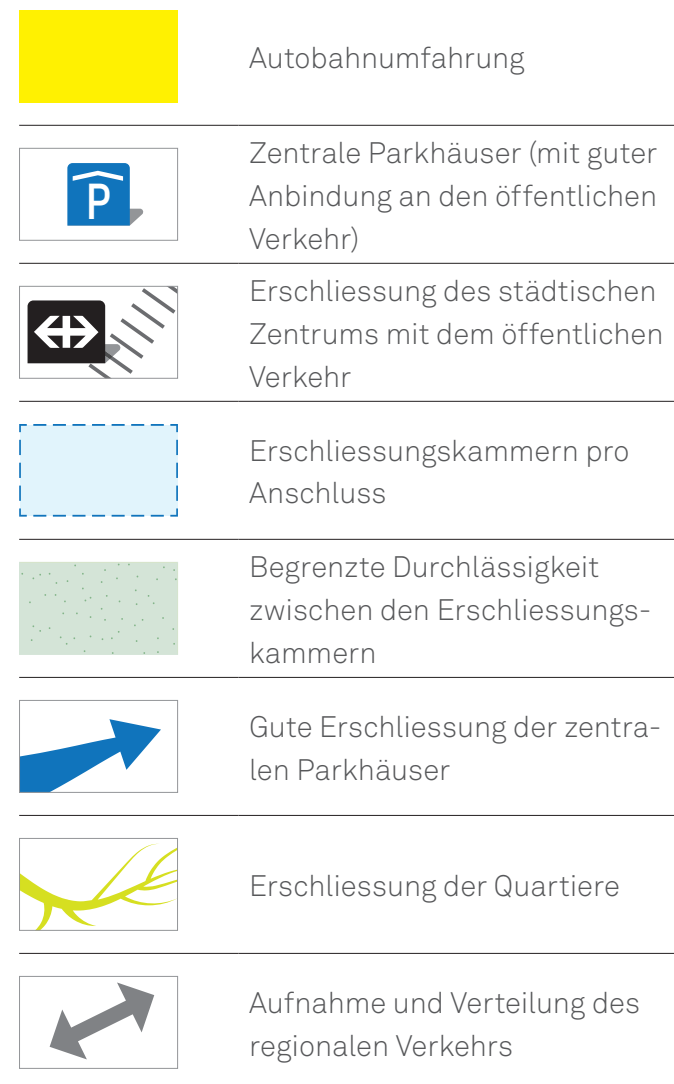 Autobahnumfahrung
P
Zentrale Parkhäuser (mit guter
Anbindung an den öffentlichen
Verkehr)
Erschliessung des städtischen
Zentrums mit dem öffentlichen
Verkehr
Erschliessungskammern pro
Anschluss
Begrenzte Durchlässigkeit
zwischen den Erschliessungs-
kammern
Gute Erschliessung der zentra-
len Parkhäuser
Erschliessung der Quartiere
Aufnahme und Verteilung des
regionalen Verkehrs